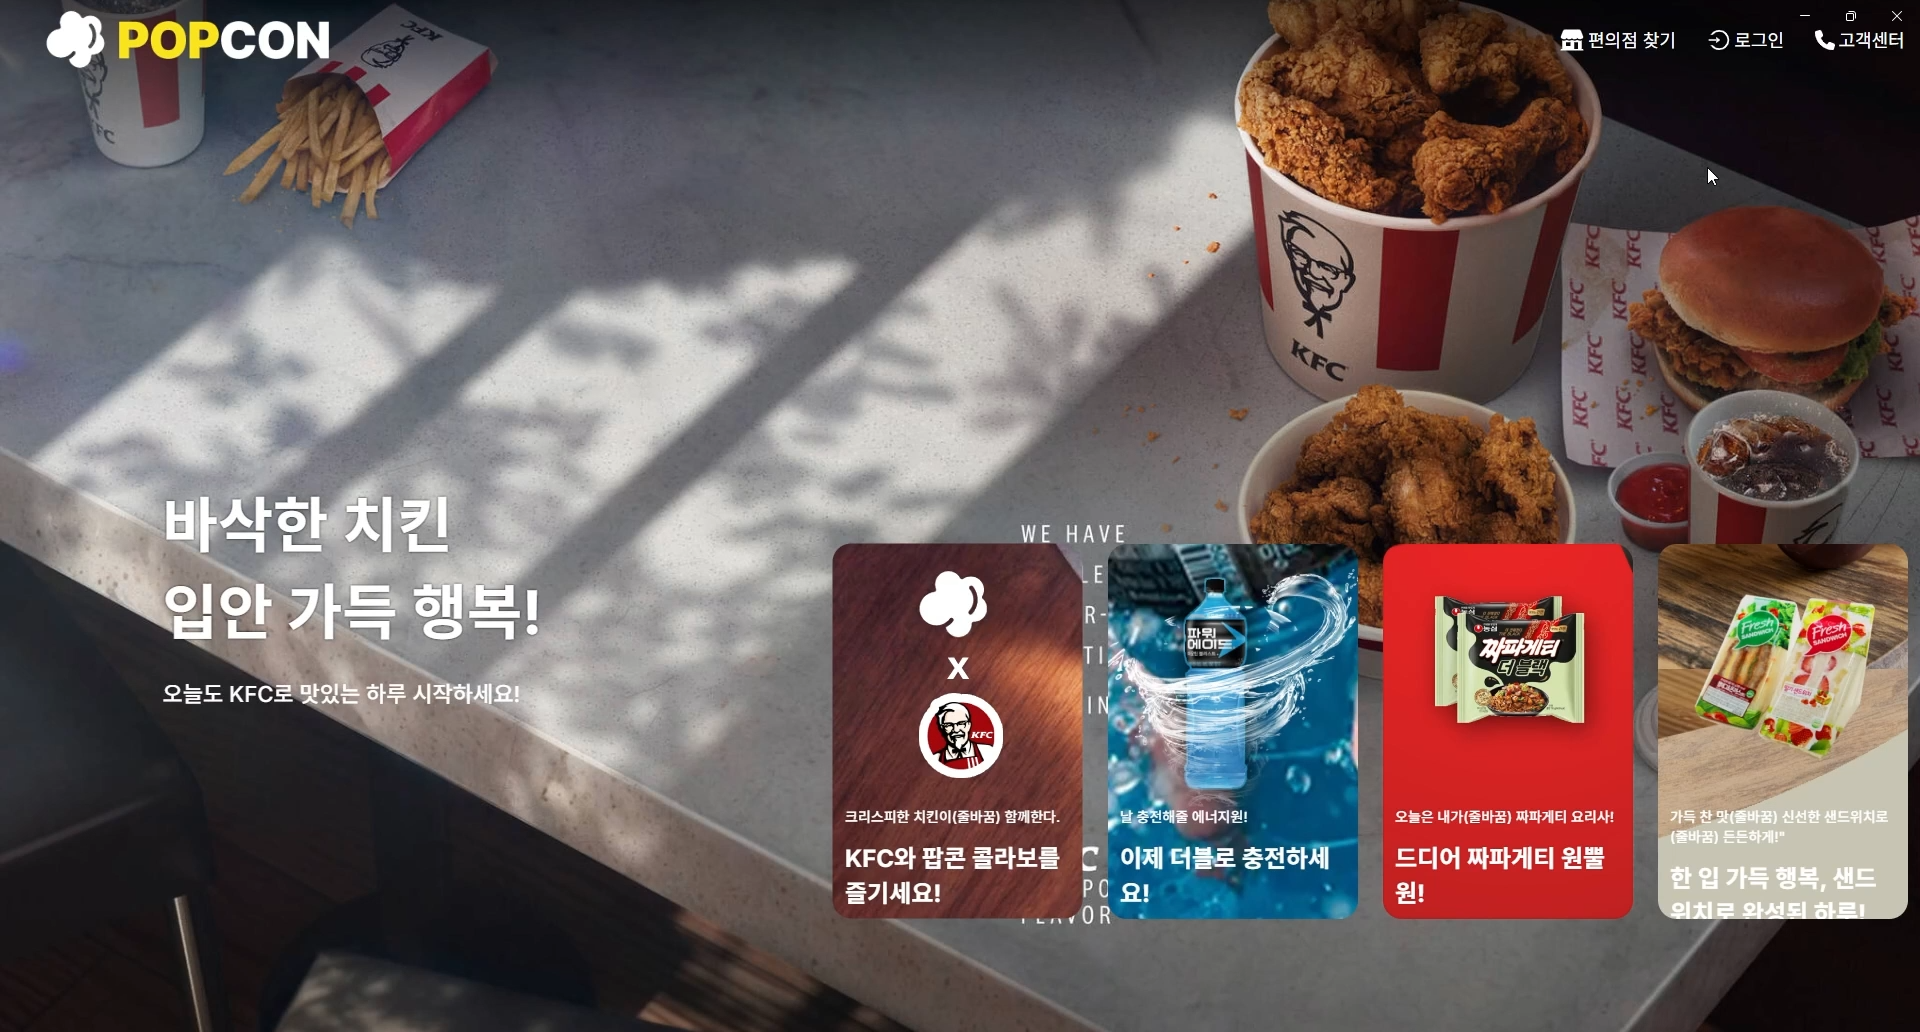 POPCON
편의점 찾기
로그인
고객센터
KFC
KFC
KFC
바삭한 치킨
입안 가득 행복!
오늘도 KFC로 맛있는 하루 시작하세요!
WE HAVE
X
KFC
크리스피한 치킨이(줄바꿈) 함께한다.
KFC와 팝콘 콜라보를
즐기세요!
파워
에이드
날 충전해줄 에너지원!
이제 더블로 충전하세
요!
농심
짜파게티
더 블랙
오늘은 내가(줄바꿈) 짜파게티 요리사!
드디어 짜파게티 원뿔
원!
Fresh
SANDWICH
Fresh
SANDWICH
가득 찬 맛(줄바꿈) 신선한 샌드위치로
(줄바꿈) 든든하게!"
한 입 가득 행복, 샌드
위치로 완성된 하루!